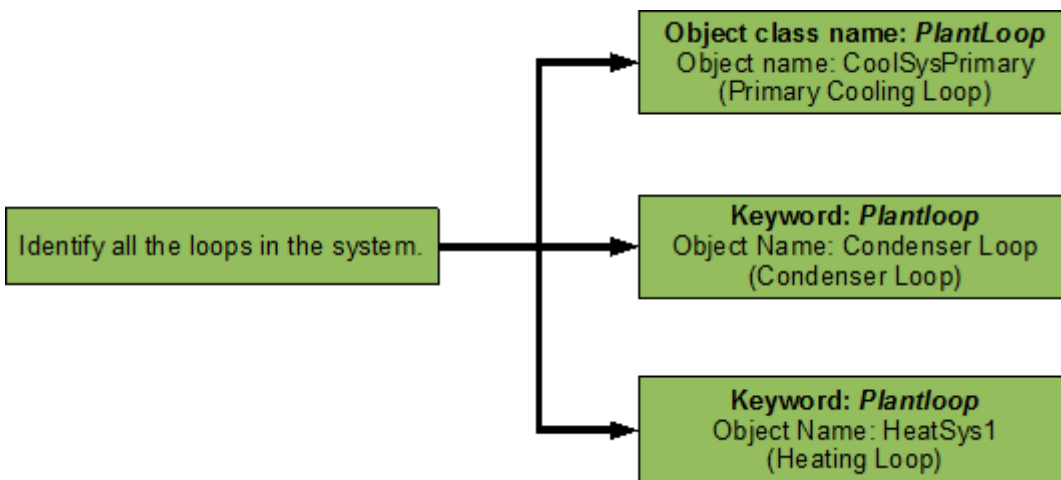 Identify all the loops in the system.
Object class name: PlantLoop
Object name: CoolSysPrimary
(Primary Cooling Loop)
Keyword: Plantloop
Object Name: Condenser Loop
(Condenser Loop)
Keyword: Plantloop
Object Name: HeatSys1
(Heating Loop)